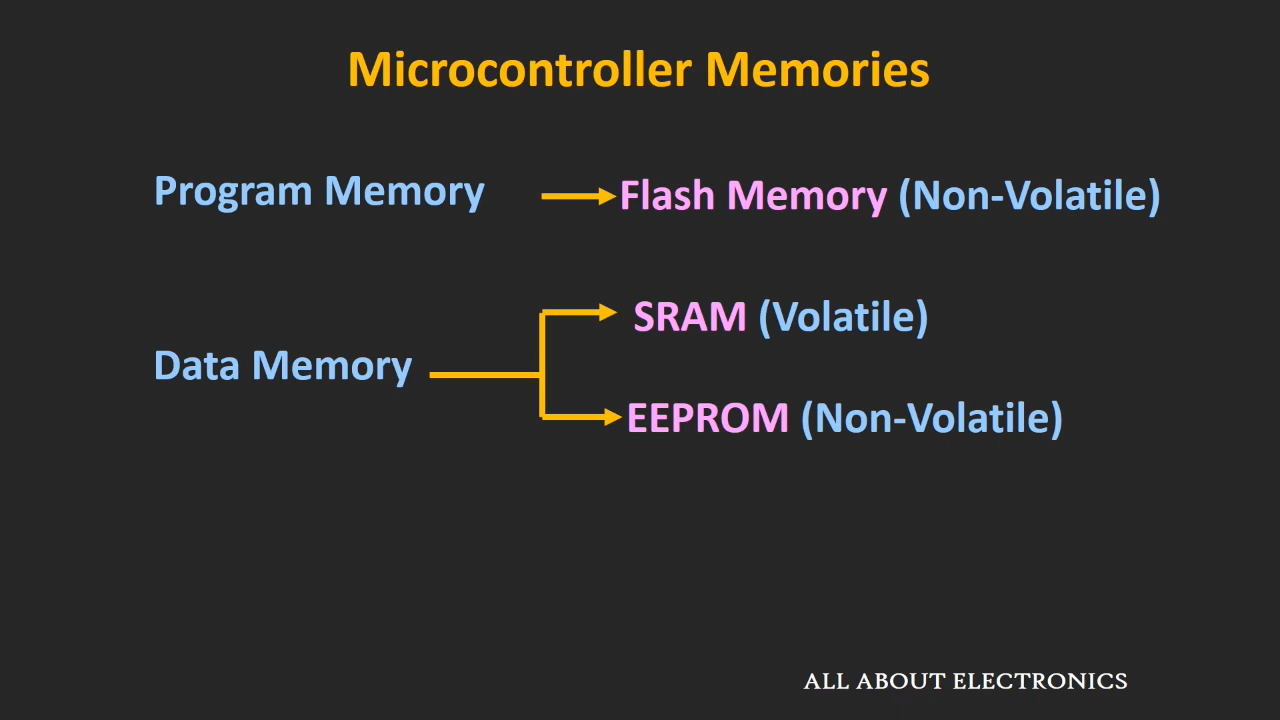 Microcontroller Memories
Program Memory
Flash Memory (Non-Volatile)
SRAM (Volatile)
Data Memory
EEPROM (Non-Volatile)
ALL ABOUT ELECTRONICS